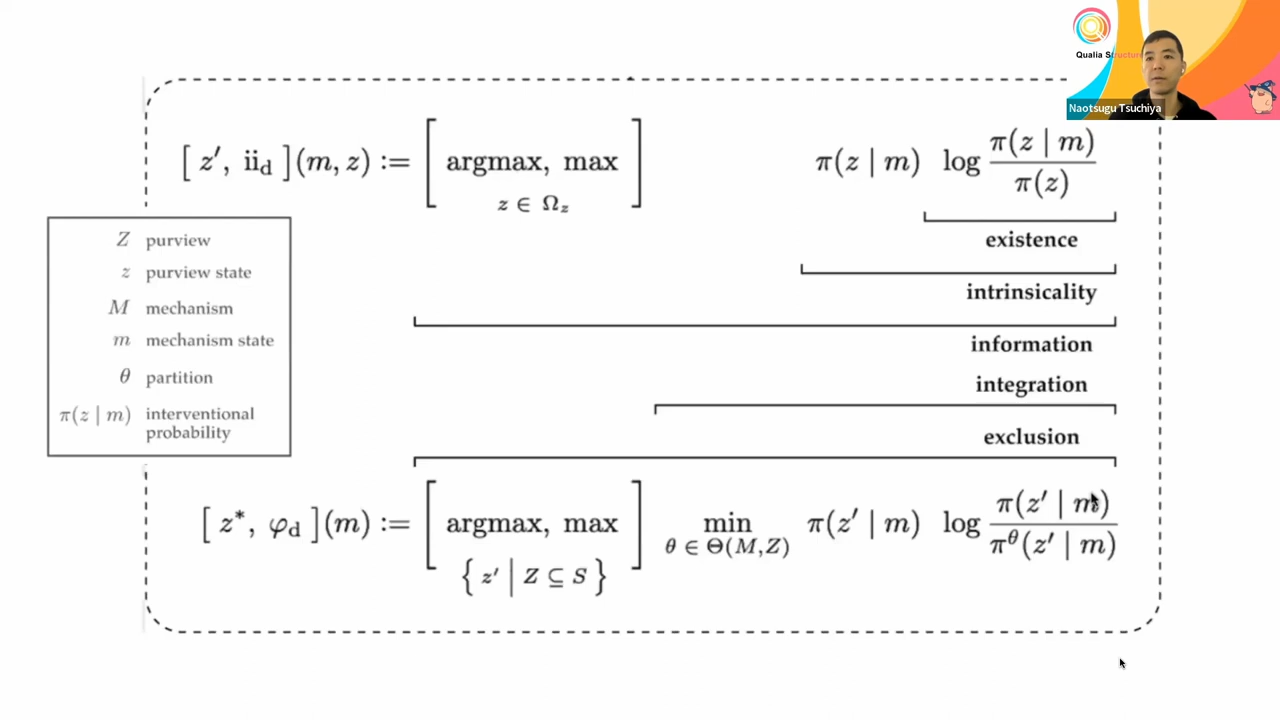 Qualia Structure
Naotsugu Tsuchiya
[ z′, ii_d ](m, z) := [ argmax, max z ∈ Ω_z ] π(z | m) log π(z | m) / π(z)
existence
intrinsicality
information
integration
exclusion
Z purview
z purview state
M mechanism
m mechanism state
θ partition
π(z | m) interventional
probability
[ z*, φ_d ](m) := [ argmax, max { z′ | Z ⊆ S } ] min θ ∈ Θ(M,Z) π(z′ | m) log π(z′ | m) / π^θ(z′ | m)